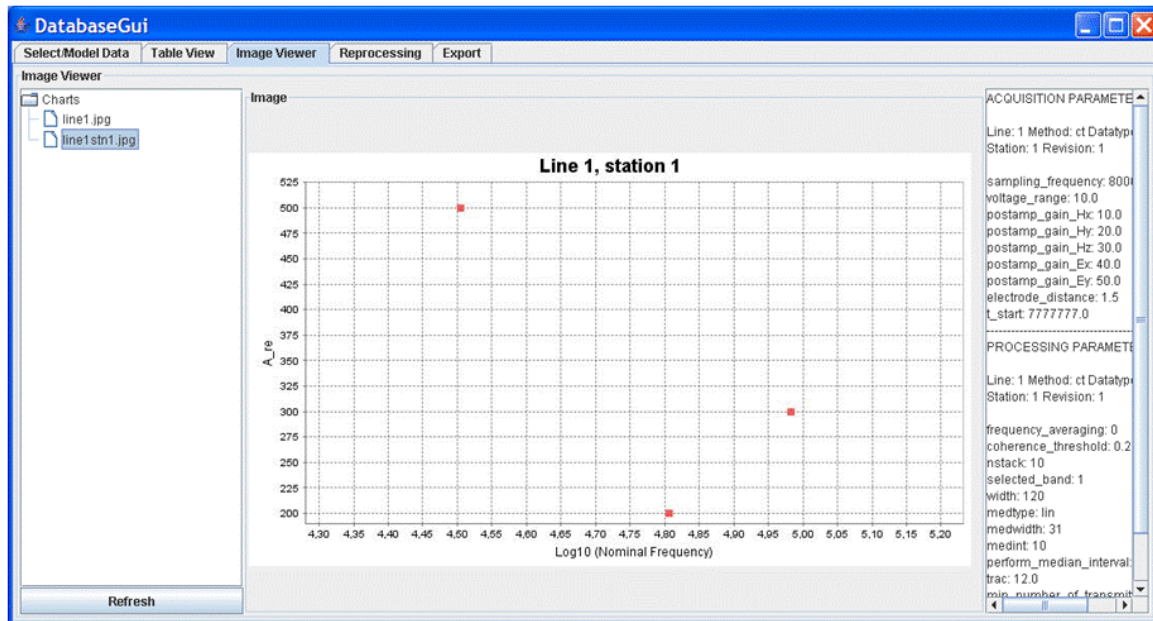 DatabaseGui
Select/Model Data Table View Image Viewer Reprocessing Export
Image Viewer
Charts
line1.jpg
line1stn1.jpg
Refresh
Image
Line 1, station 1
525
500
475
450
425
400
375
350
325
300
275
250
225
200
A_re
4,30 4,35 4,40 4,45 4,50 4,55 4,60 4,65 4,70 4,75 4,80 4,85 4,90 4,95 5,00 5,05 5,10 5,15 5,20
Log10 (Nominal Frequency)
ACQUISITION PARAMETE
Line: 1 Method: ct Datatyp
Station: 1 Revision: 1
sampling_frequency: 800
voltage_range: 10.0
postamp_gain_Hx: 10.0
postamp_gain_Hy: 20.0
postamp_gain_Hz: 30.0
postamp_gain_Ex: 40.0
postamp_gain_Ey: 50.0
electrode_distance: 1.5
t_start: 7777777.0
PROCESSING PARAMETE
Line: 1 Method: ct Datatyp
Station: 1 Revision: 1
frequency_averaging: 0
coherence_threshold: 0.2
nstack: 10
selected_band: 1
width: 120
medtype: lin
medwidth: 31
medint: 10
perform_median_interval:
trac: 12.0
min_number_of_transmit